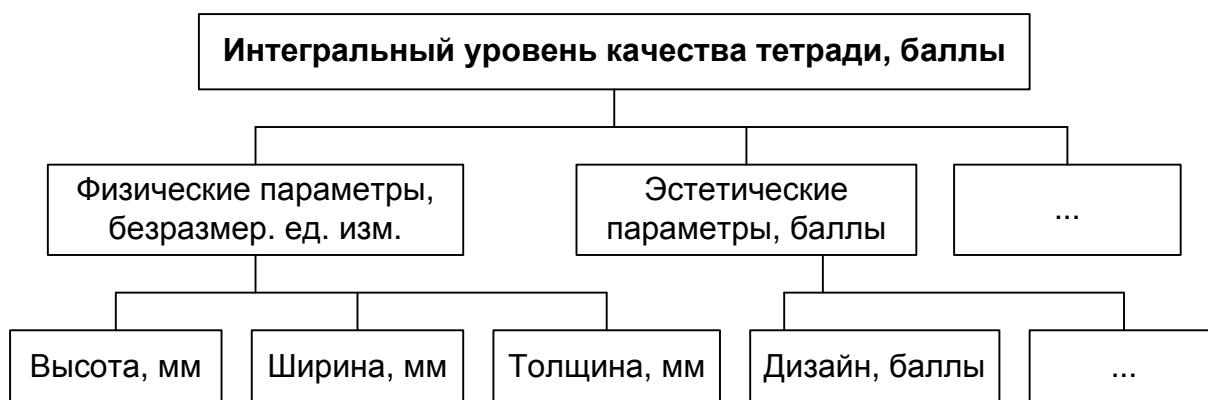 Интегральный уровень качества тетради, баллы
Физические параметры,
безразмер. ед. изм.
Эстетические
параметры, баллы
...
Высота, мм
Ширина, мм
Толщина, мм
Дизайн, баллы
...